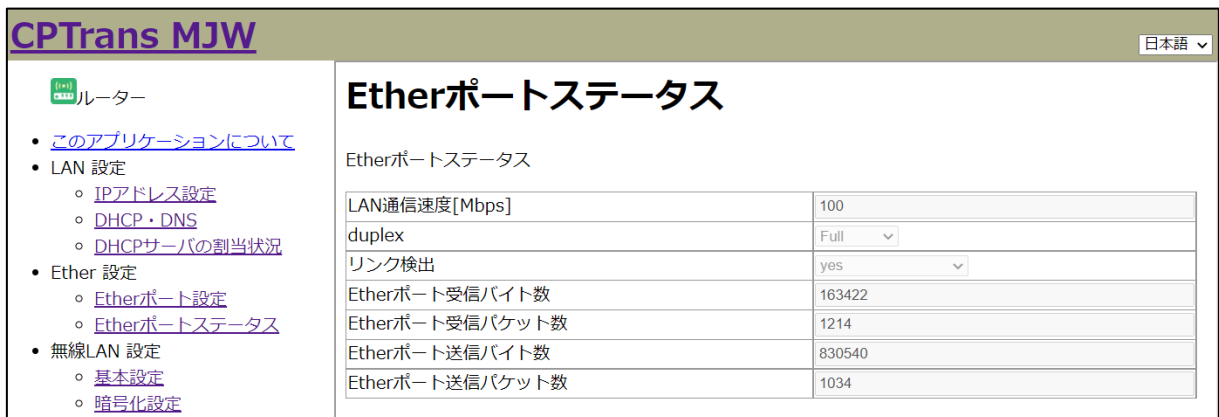 CPTrans MJW
日本語
ルーター
このアプリケーションについて
LAN 設定
IPアドレス設定
DHCP・DNS
DHCPサーバの割当状況
Ether 設定
Etherポート設定
Etherポートステータス
無線LAN 設定
基本設定
暗号化設定
Etherポートステータス
Etherポートステータス
LAN通信速度[Mbps] 100
duplex Full
リンク検出 yes
Etherポート受信バイト数 163422
Etherポート受信パケット数 1214
Etherポート送信バイト数 830540
Etherポート送信パケット数 1034